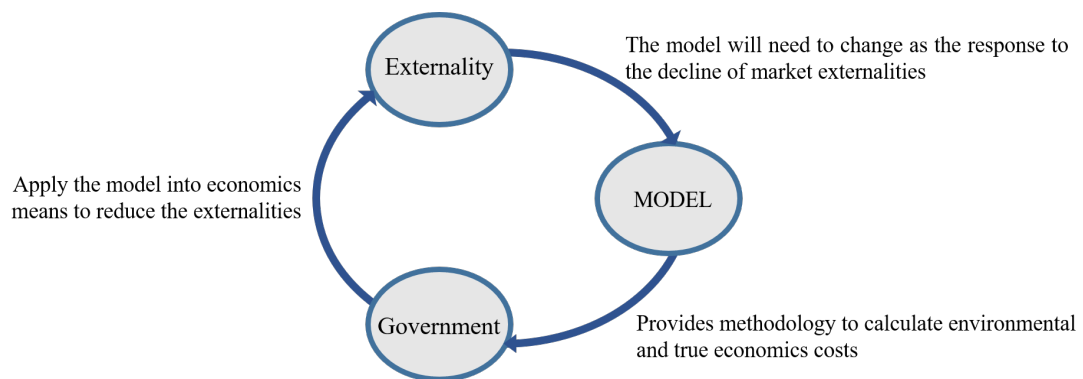 Externality
The model will need to change as the response to
the decline of market externalities
MODEL
Provides methodology to calculate environmental
and true economics costs
Government
Apply the model into economics
means to reduce the externalities